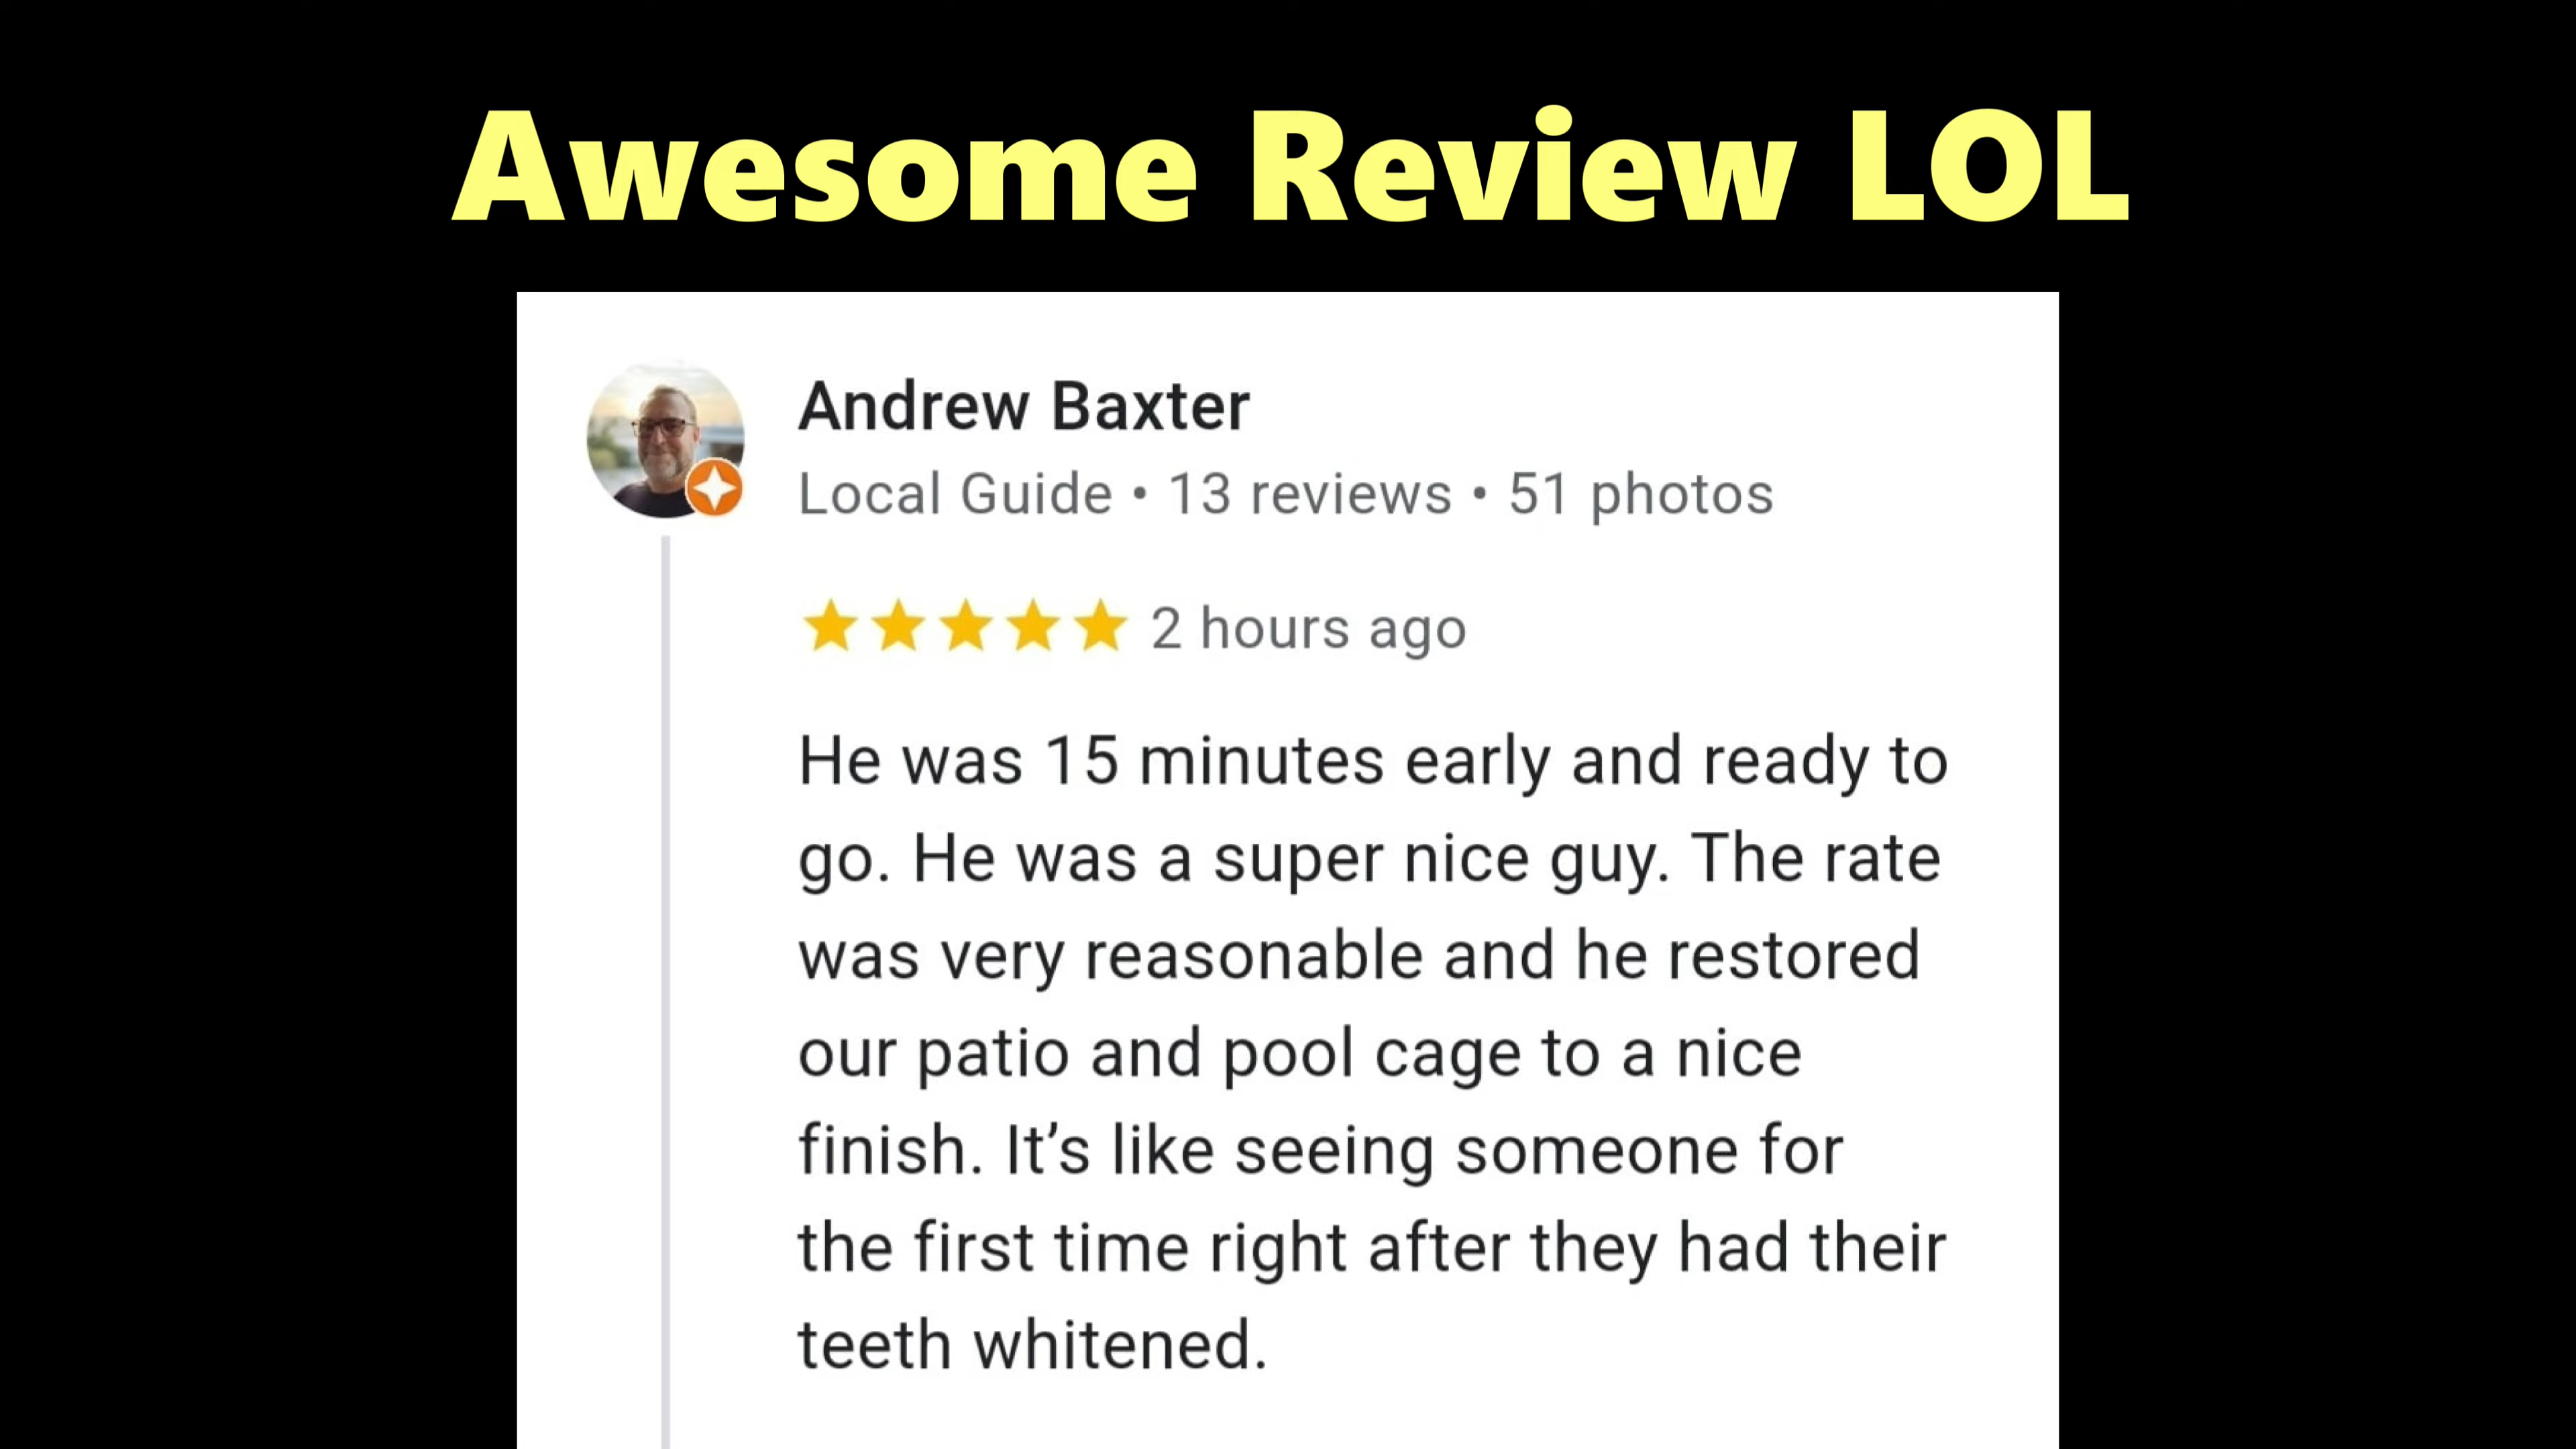 Awesome Review LOL
Andrew Baxter
Local Guide • 13 reviews • 51 photos
2 hours ago
He was 15 minutes early and ready to
go. He was a super nice guy. The rate
was very reasonable and he restored
our patio and pool cage to a nice
finish. It’s like seeing someone for
the first time right after they had their
teeth whitened.